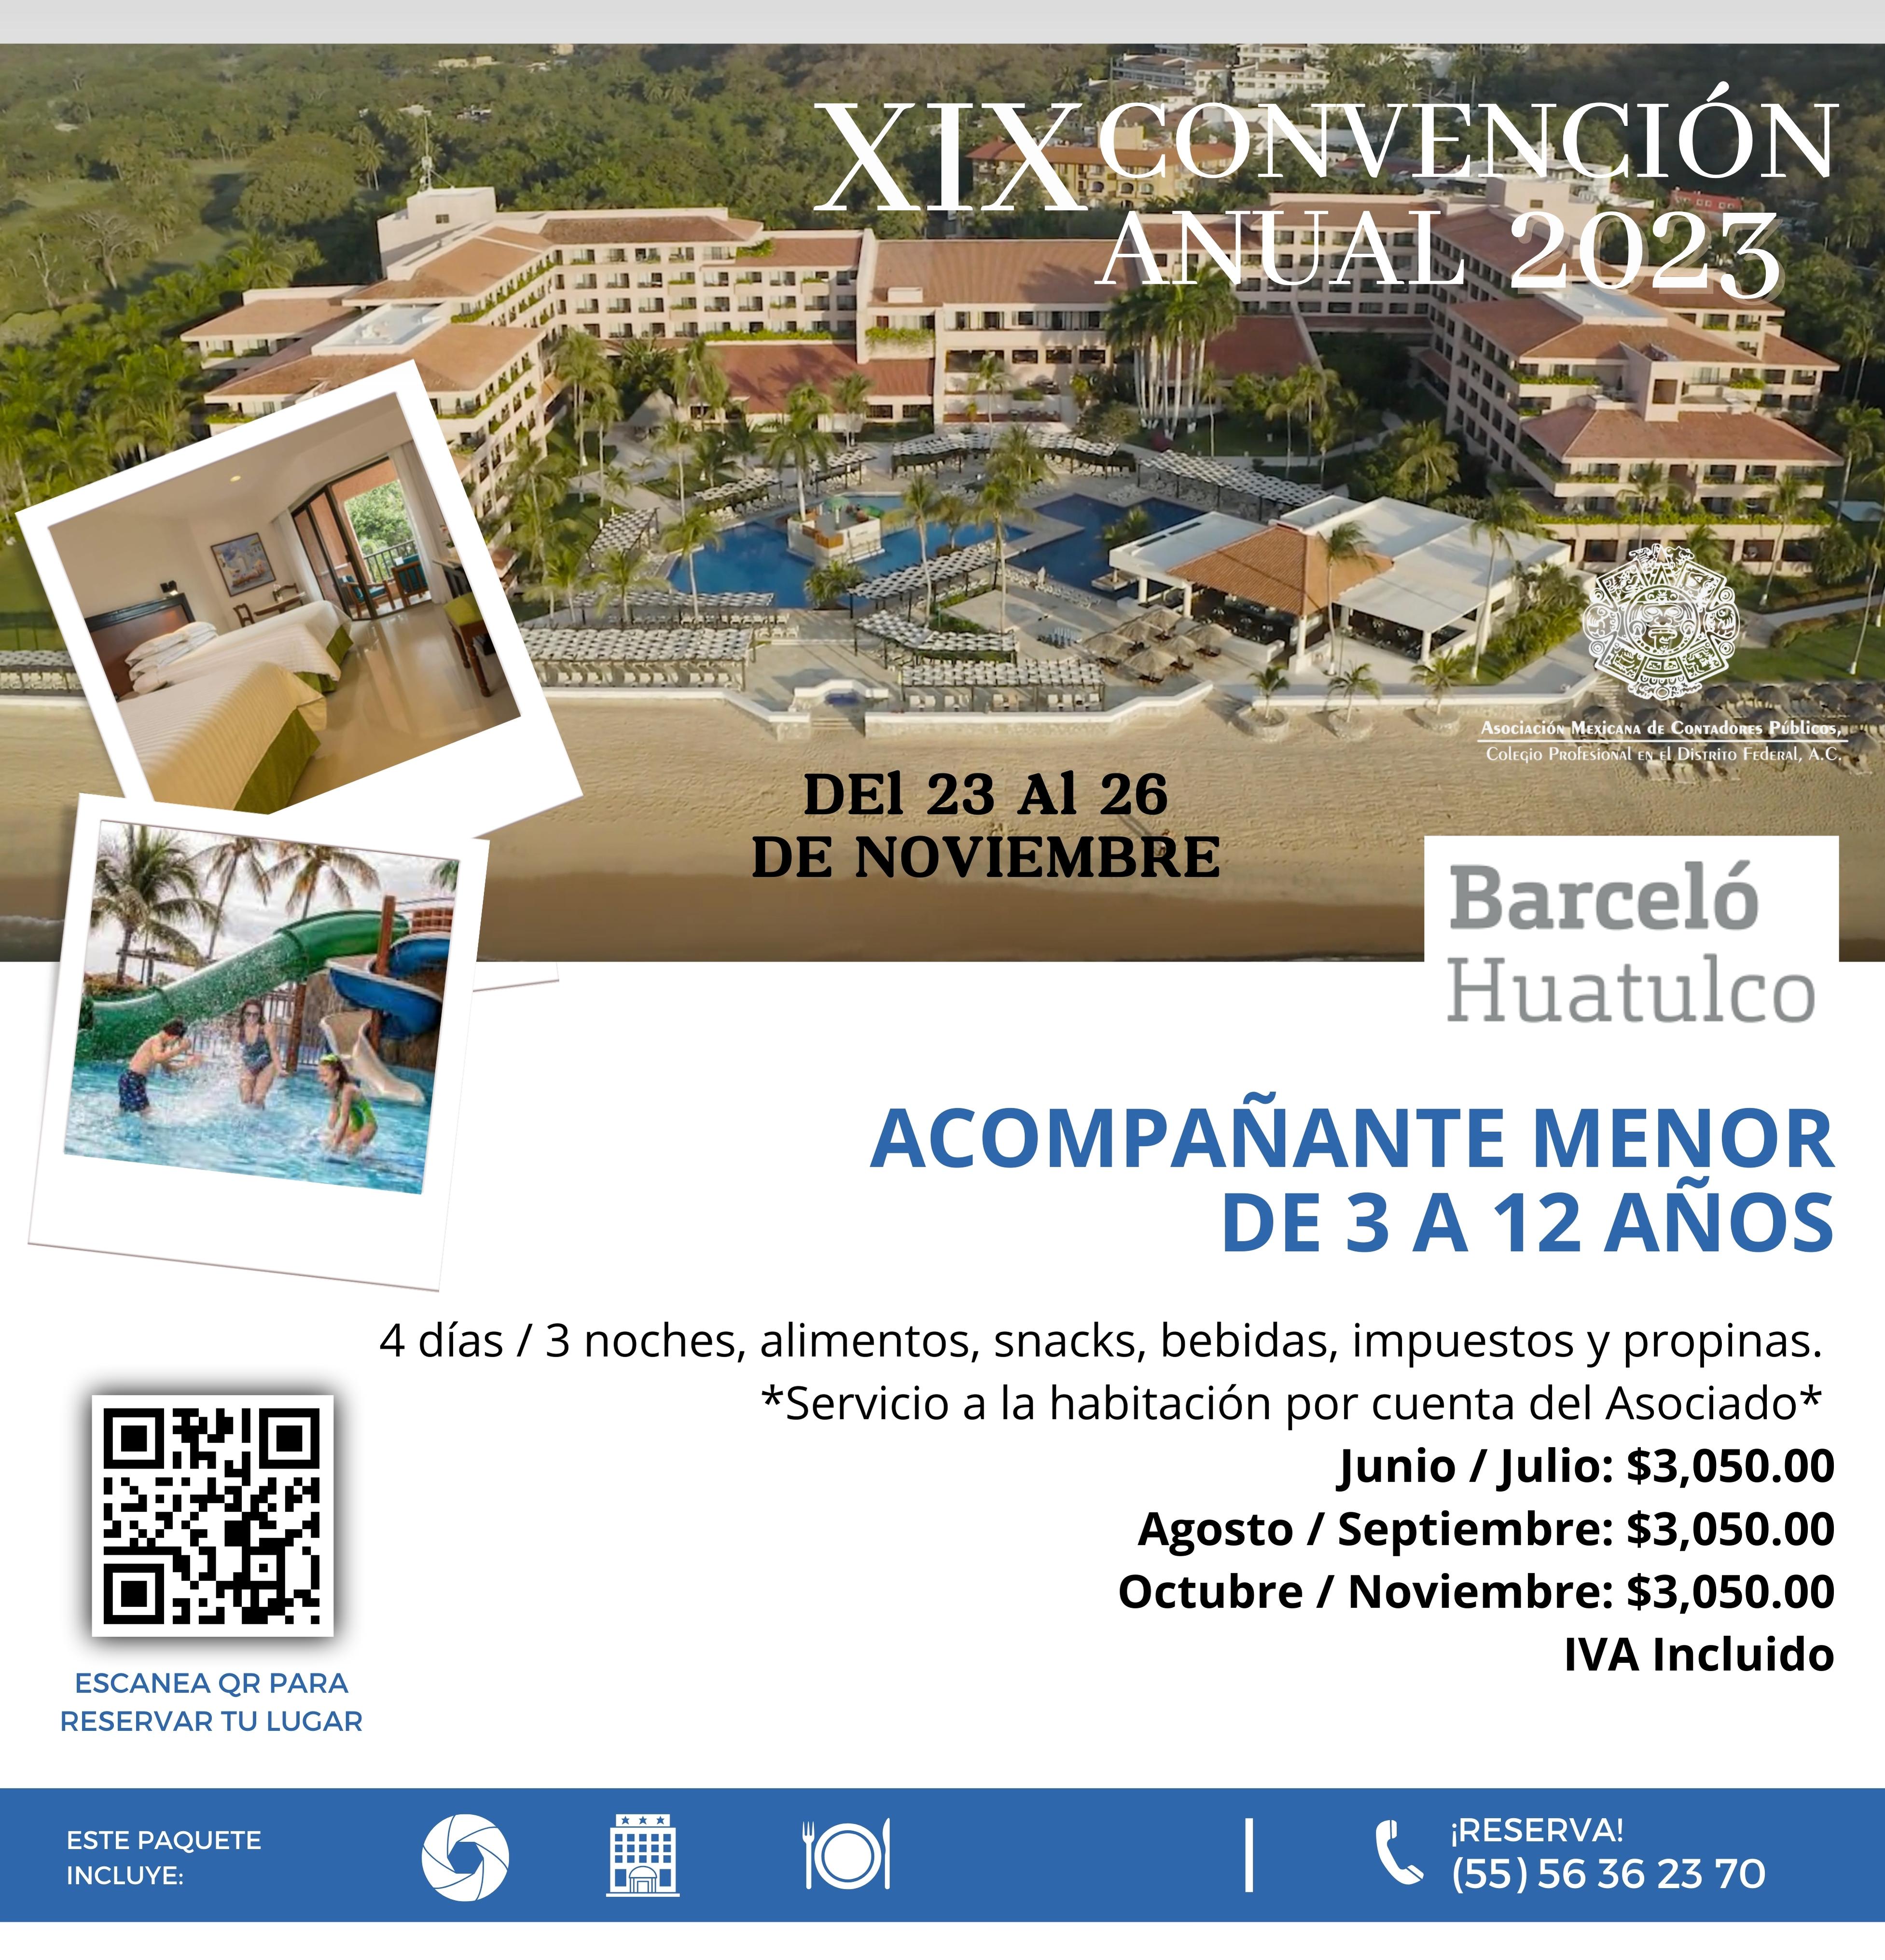 XIX CONVENCIÓN
ANUAL 2023
Asociación Mexicana de Contadores Públicos,
Colegio Profesional en el Distrito Federal, A.C.
DEl 23 Al 26
DE NOVIEMBRE
Barceló
Huatulco
ACOMPAÑANTE MENOR
DE 3 A 12 AÑOS
4 días / 3 noches, alimentos, snacks, bebidas, impuestos y propinas.
*Servicio a la habitación por cuenta del Asociado*
Junio / Julio: $3,050.00
Agosto / Septiembre: $3,050.00
Octubre / Noviembre: $3,050.00
IVA Incluido
ESCANEA QR PARA
RESERVAR TU LUGAR
ESTE PAQUETE
INCLUYE:
¡RESERVA!
(55) 56 36 23 70